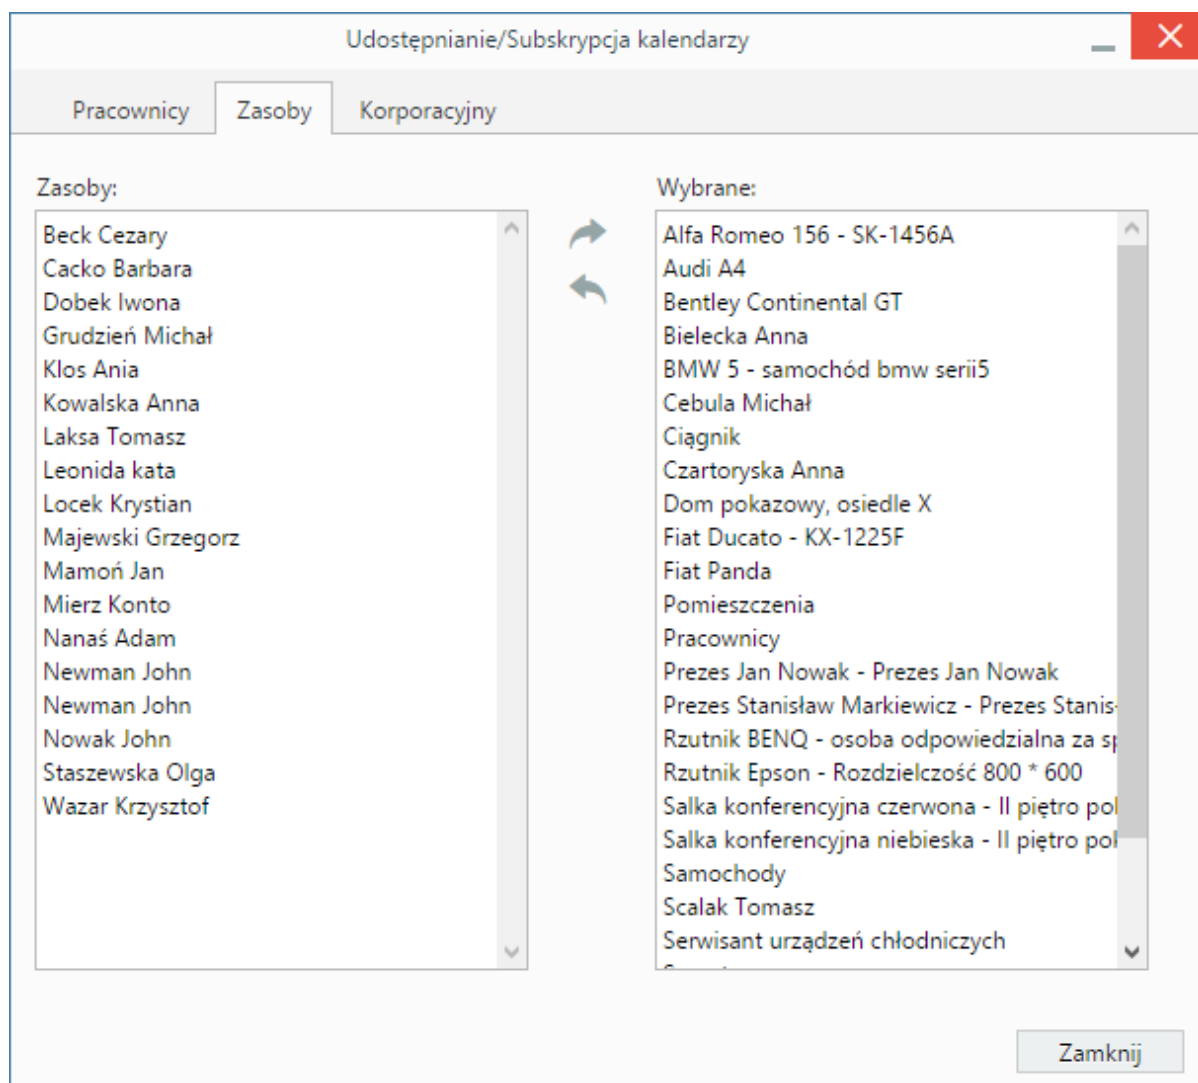 Udostępnianie/Subskrypcja kalendarzy
Pracownicy
Zasoby
Korporacyjny
Zasoby:
Beck Cezary
Cacko Barbara
Dobek Iwona
Grudzień Michał
Klos Ania
Kowalska Anna
Laksa Tomasz
Leonida kata
Locek Krystian
Majewski Grzegorz
Mamoń Jan
Mierz Konto
Nanaś Adam
Newman John
Newman John
Nowak John
Staszewska Olga
Wazar Krzysztof
Wybrane:
Alfa Romeo 156 - SK-1456A
Audi A4
Bentley Continental GT
Bielecka Anna
BMW 5 - samochód bmw serii5
Cebula Michał
Ciągnik
Czartoryska Anna
Dom pokazowy, osiedle X
Fiat Ducato - KX-1225F
Fiat Panda
Pomieszczenia
Pracownicy
Prezes Jan Nowak - Prezes Jan Nowak
Prezes Stanisław Markiewicz - Prezes Stanis
Rzutnik BENQ - osoba odpowiedzialna za
Rzutnik Epson - Rozdzielczość 800 * 600
Salka konferencyjna czerwona - II piętro
Salka konferencyjna niebieska - II piętro
Samochody
Scalak Tomasz
Serwisant urządzeń chłodniczych
Zamknij